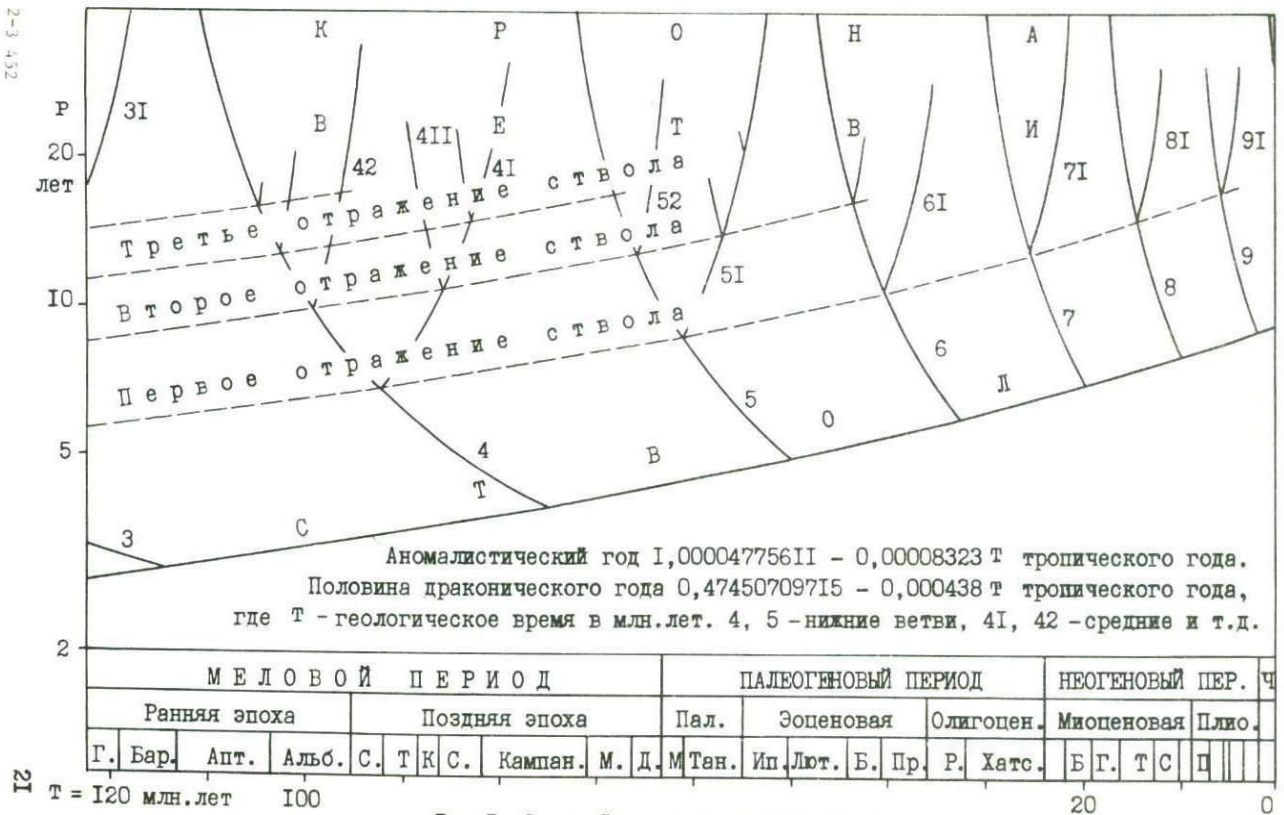 2-3 452
К Р О Н А
В Е Т В И
С Т В О Л
Р
20
лет
10
5
2
3I
42
4II
4I
52
5I
6I
7I
8I
9I
3
4
5
6
7
8
9
Третье отражение ствола
Второе отражение ствола
Первое отражение ствола
Аномалистический год I,000047756II – 0,00008323 T тропического года.
Половина драконического года 0,474507097I5 – 0,000438 T тропического года,
где T – геологическое время в млн.лет. 4, 5 – нижние ветви, 4I, 42 – средние и т.д.
МЕЛОВОЙ ПЕРИОД ПАЛЕОГЕНОВЫЙ ПЕРИОД НЕОГЕНОВЫЙ ПЕР. Ч
Ранняя эпоха Поздняя эпоха Пал. Эоценовая Олигоцен. Миоценовая Плио.
Г. Бар. Апт. Альб. С. Т К С. Кампан. М. Д. М Тан. Ип. Лют. Б. Пр. Р. Хатс. Б Г. Т С П
T = I20 млн.лет I00 20 0
2I